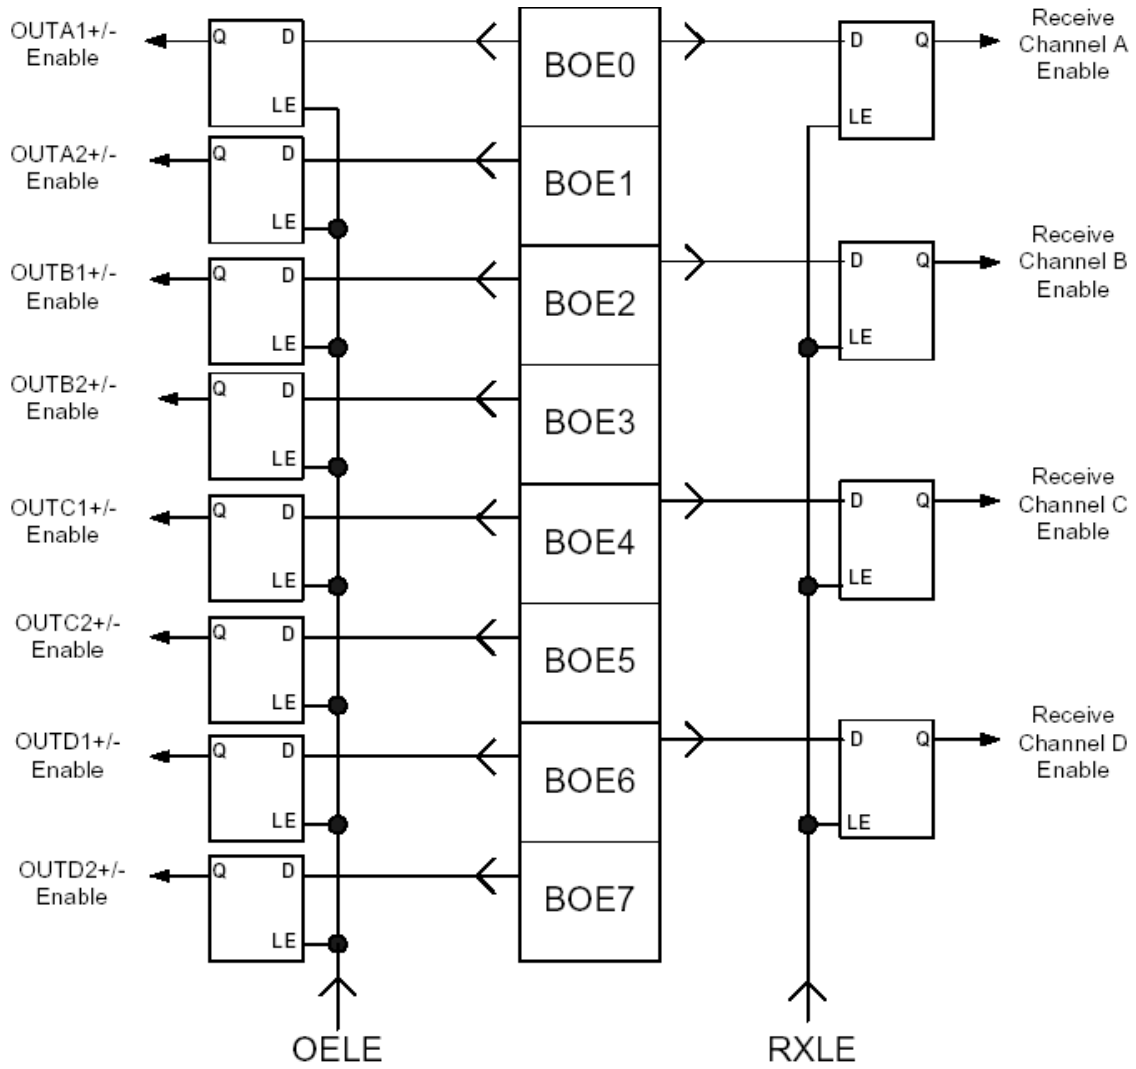 OUTA1+/-
Enable
Q D
LE
BOE0
D Q
LE
Receive
Channel A
Enable
OUTA2+/-
Enable
Q D
LE
BOE1
OUTB1+/-
Enable
Q D
LE
BOE2
D Q
LE
Receive
Channel B
Enable
OUTB2+/-
Enable
Q D
LE
BOE3
OUTC1+/-
Enable
Q D
LE
BOE4
D Q
LE
Receive
Channel C
Enable
OUTC2+/-
Enable
Q D
LE
BOE5
OUTD1+/-
Enable
Q D
LE
BOE6
D Q
LE
Receive
Channel D
Enable
OUTD2+/-
Enable
Q D
LE
BOE7
OELE
RXLE